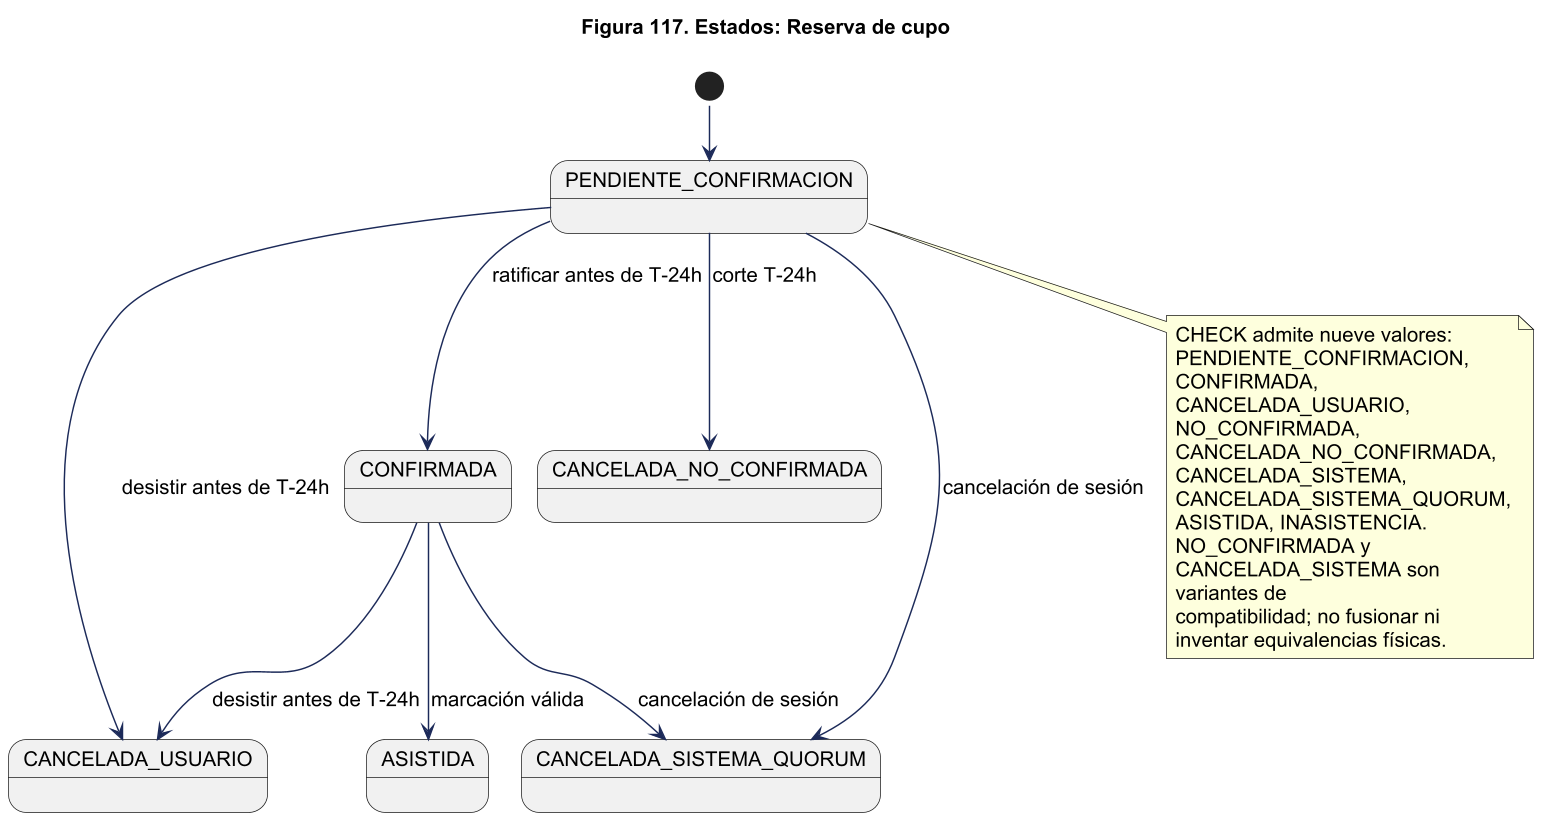 Figura 117. Estados: Reserva de cupo
PENDIENTE_CONFIRMACION
ratificar antes de T-24h
corte T-24h
CHECK admite nueve valores:
PENDIENTE_CONFIRMACION,
CONFIRMADA,
CANCELADA_USUARIO,
NO_CONFIRMADA,
CANCELADA_NO_CONFIRMADA,
CANCELADA_SISTEMA,
CANCELADA_SISTEMA_QUORUM,
ASISTIDA, INASISTENCIA.
NO_CONFIRMADA y
CANCELADA_SISTEMA son
variantes de
compatibilidad; no fusionar ni
inventar equivalencias físicas.
CONFIRMADA
CANCELADA_NO_CONFIRMADA
desistir antes de T-24h
cancelación de sesión
desistir antes de T-24h
marcación válida
cancelación de sesión
CANCELADA_USUARIO
ASISTIDA
CANCELADA_SISTEMA_QUORUM